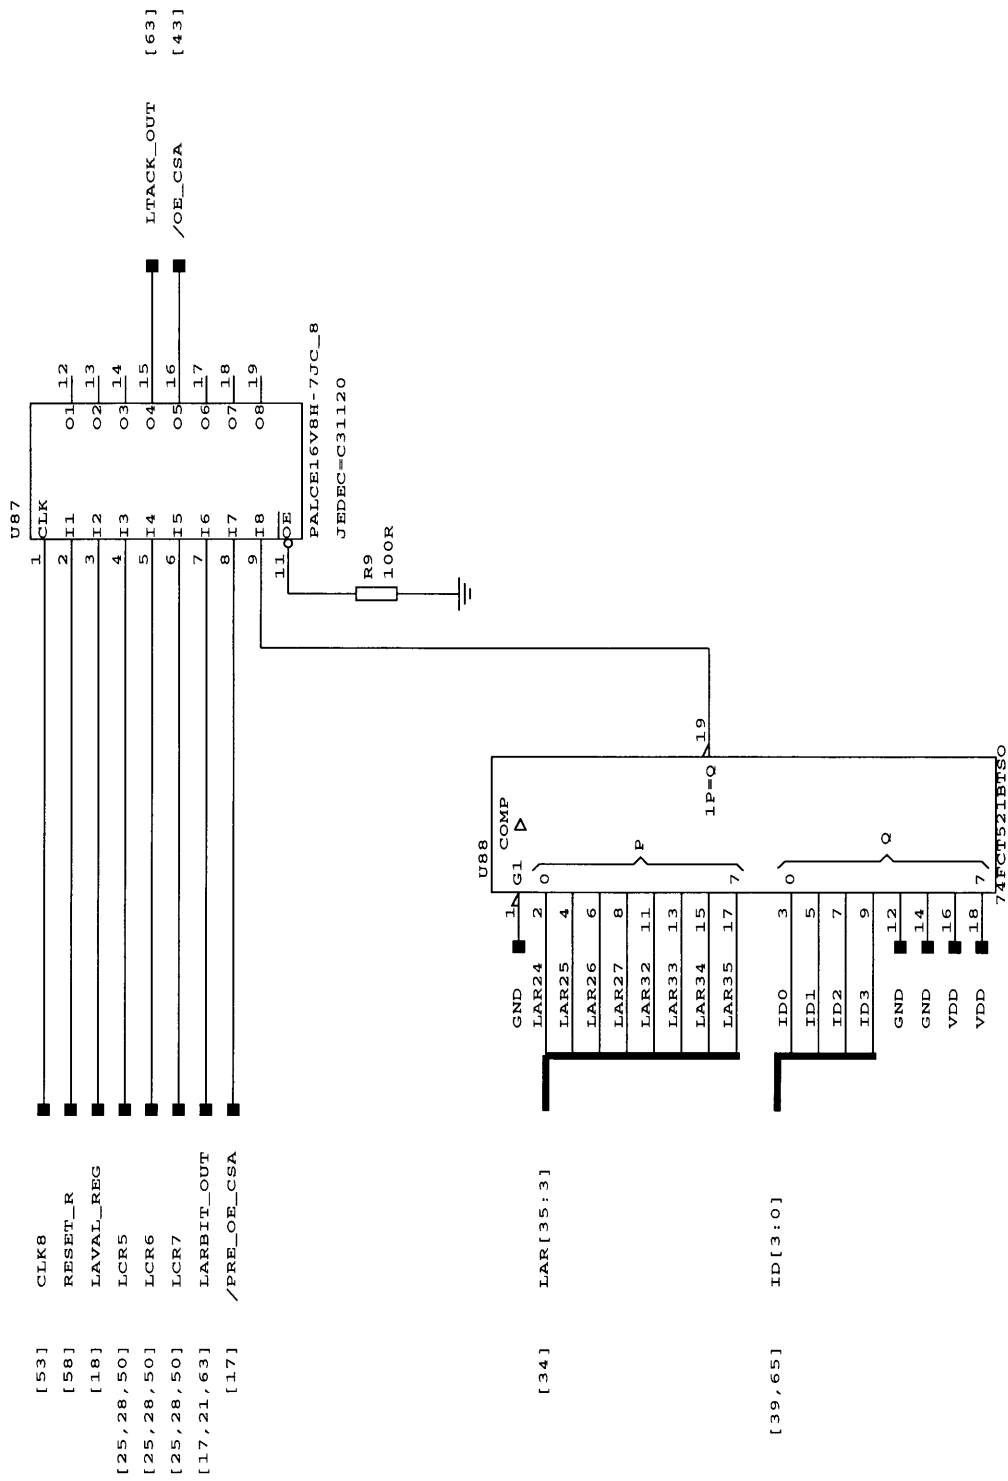 [53] CLK8
[58] RESET_R
[18] LAVAL_REG
[25,28,50] LCR5
[25,28,50] LCR6
[25,28,50] LCR7
[17,21,63] LARBIT_OUT
[17] /PRE_OE_CSA
U87
1 CLK
2 I1 O1 12
3 I2 O2 13
4 I3 O3 14
5 I4 O4 15
6 I5 O5 16
7 I6 O6 17
8 I7 O7 18
9 I8 O8 19
11 OE
PALCE16V8H-7JC_8
JEDEC=C31120
LTACK_OUT [63]
/OE_CSA [43]
R9
100R
U88
COMP
GND 1 G1
LAR24 2 0
LAR25 4
LAR26 6
LAR27 8
LAR32 11
LAR33 13
LAR34 15
LAR35 17 7
P
1P=Q 19
[34] LAR[35:3]
ID0 3 0
ID1 5
ID2 7
ID3 9
GND 12
GND 14
VDD 16
VDD 18 7
Q
[39,65] ID[3:0]
74FCT521BTSO